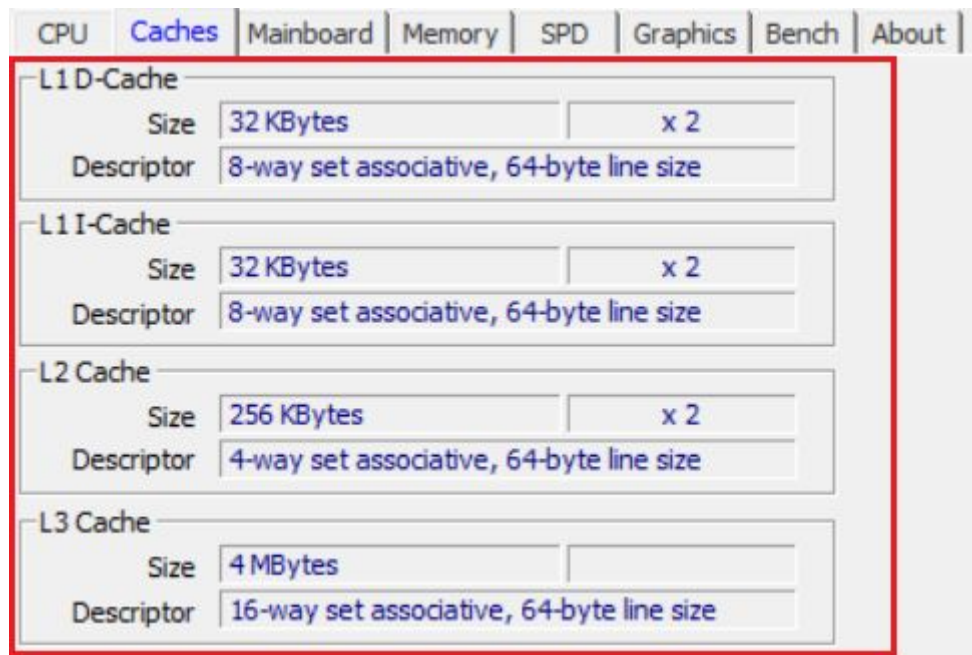 CPU Caches Mainboard Memory SPD Graphics Bench About
L1 D-Cache
Size 32 KBytes x 2
Descriptor 8-way set associative, 64-byte line size
L1 I-Cache
Size 32 KBytes x 2
Descriptor 8-way set associative, 64-byte line size
L2 Cache
Size 256 KBytes x 2
Descriptor 4-way set associative, 64-byte line size
L3 Cache
Size 4 MBytes
Descriptor 16-way set associative, 64-byte line size